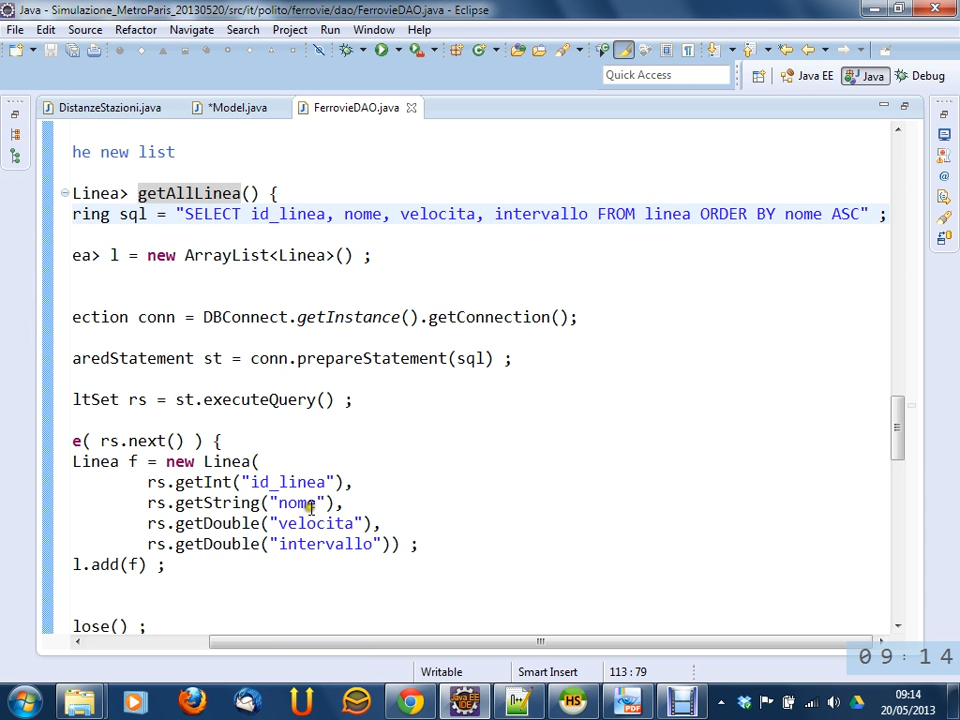 Java - Simulazione_MetroParis_20130520/src/it/polito/ferrovie/dao/FerrovieDAO.java - Eclipse
File Edit Source Refactor Navigate Search Project Run Window Help
Quick Access
Java EE Java Debug
DistanzeStazioni.java *Model.java FerrovieDAO.java
he new list
Linea> getAllLinea() {
ring sql = "SELECT id_linea, nome, velocita, intervallo FROM linea ORDER BY nome ASC" ;
ea> l = new ArrayList<Linea>() ;
ection conn = DBConnect.getInstance().getConnection();
aredStatement st = conn.prepareStatement(sql) ;
ltSet rs = st.executeQuery() ;
e( rs.next() ) {
Linea f = new Linea(
rs.getInt("id_linea"),
rs.getString("nome"),
rs.getDouble("velocita"),
rs.getDouble("intervallo")) ;
l.add(f) ;
lose() ;
09:14
Writable Smart Insert 113 : 79
09:14
20/05/2013